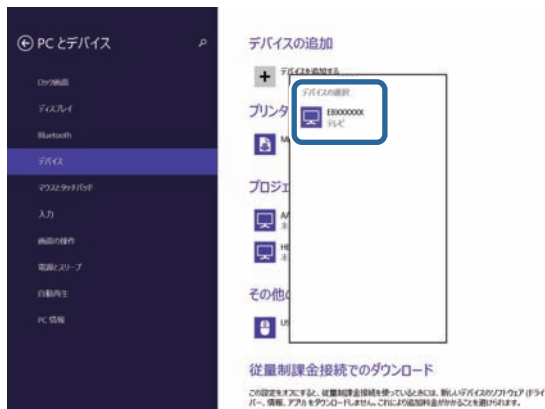 PC とデバイス
ロック画面
ディスプレイ
Bluetooth
デバイス
マウスとタッチパッド
入力
画面の操作
電源とスリープ
自動再生
PC 情報
デバイスの追加
デバイスを追加する
デバイスの選択
EBXXXXXX
テレビ
プリンタ
M
プロジェ
A
未
HE
未
その他の
US
従量制課金接続でのダウンロード
この設定をオフにすると、従量制課金接続を使っているときには、新しいデバイスのソフトウェア (ドライ
バー、情報、アプリ) をダウンロードしません。これにより追加料金がかかることを避けられます。